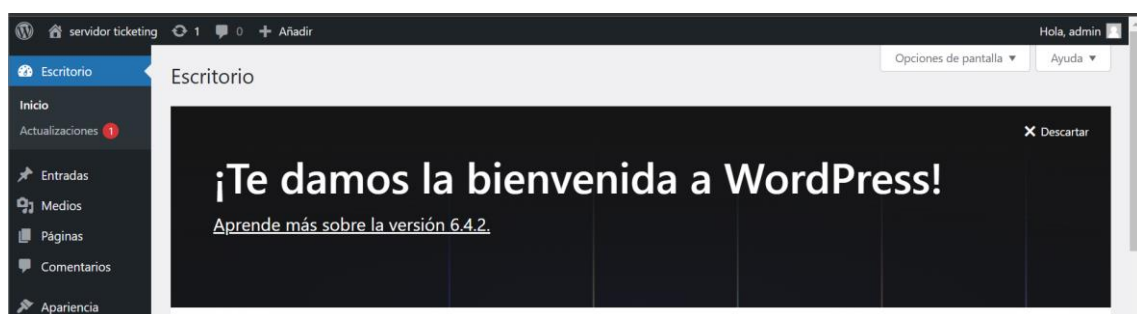 servidor ticketing 1 0 + Añadir Hola, admin
Escritorio
Opciones de pantalla ▼ Ayuda ▼
Escritorio
Inicio
Actualizaciones 1
Descartar
¡Te damos la bienvenida a WordPress!
Aprende más sobre la versión 6.4.2.
Entradas
Medios
Páginas
Comentarios
Apariencia